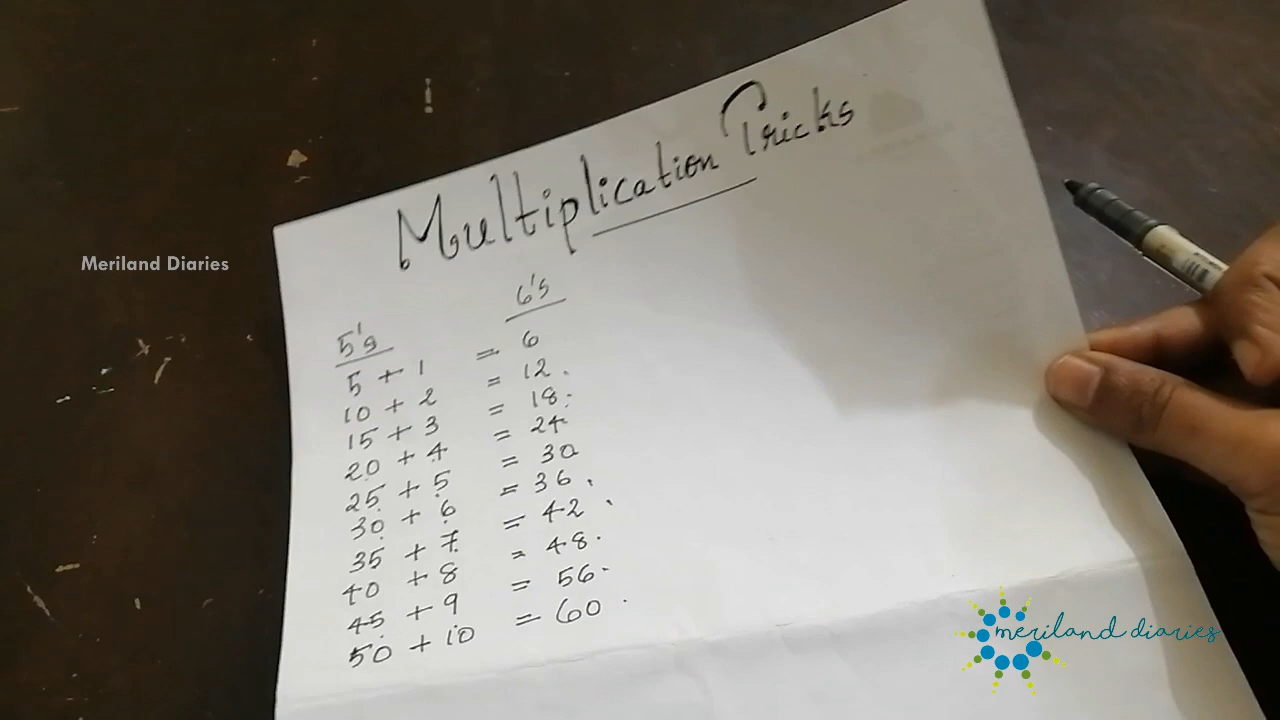 Multiplication Tricks
Meriland Diaries
5's 6's
5 + 1 = 6
10 + 2 = 12.
15 + 3 = 18.
20 + 4 = 24.
25 + 5 = 30
30 + 6 = 36.
35 + 7 = 42.
40 + 8 = 48.
45 + 9 = 56.
50 + 10 = 60.
meriland diaries